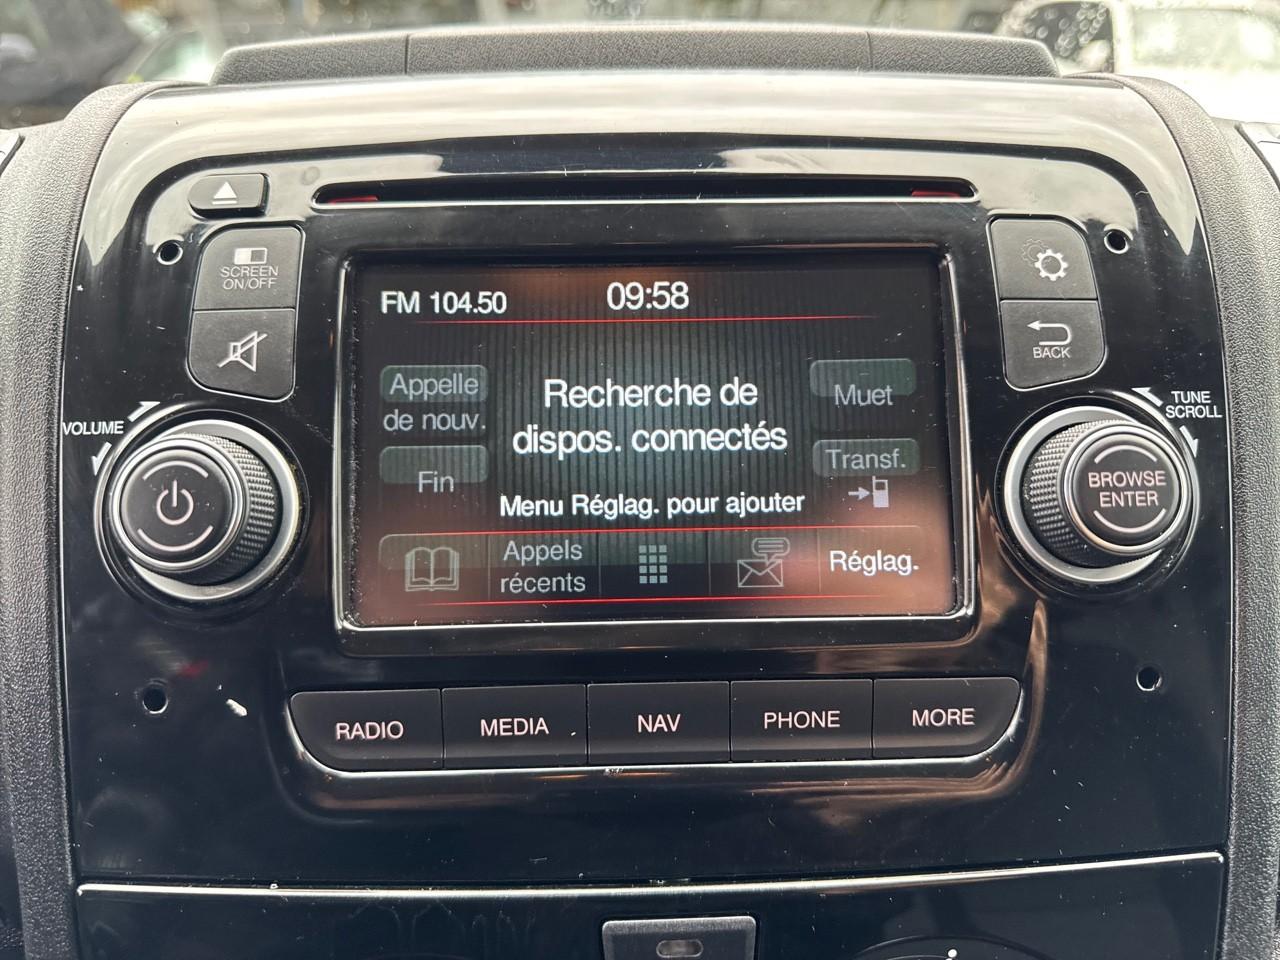 SCREEN
ON/OFF
FM 104.50
09:58
BACK
VOLUME
TUNE
SCROLL
Appelle
de nouv.
Fin
Recherche de
dispos. connectés
Menu Réglag. pour ajouter
Muet
Transf.
BROWSE
ENTER
Appels
récents
Réglag.
RADIO
MEDIA
NAV
PHONE
MORE